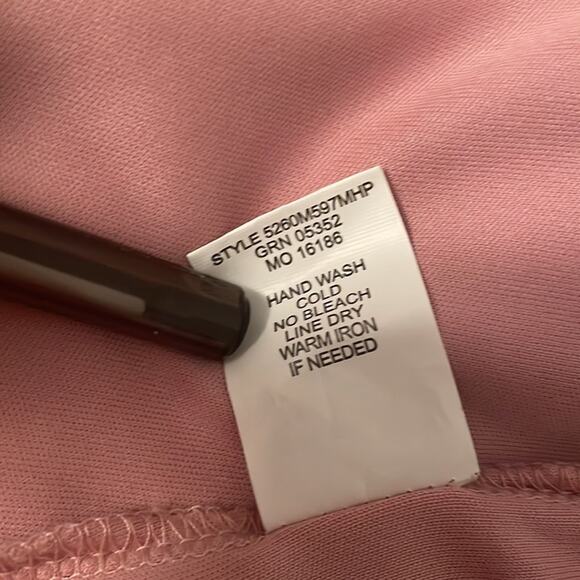 STYLE 5260M597MHP
GRN 05352
MO 16186
HAND WASH
COLD
NO BLEACH
LINE DRY
WARM IRON
IF NEEDED